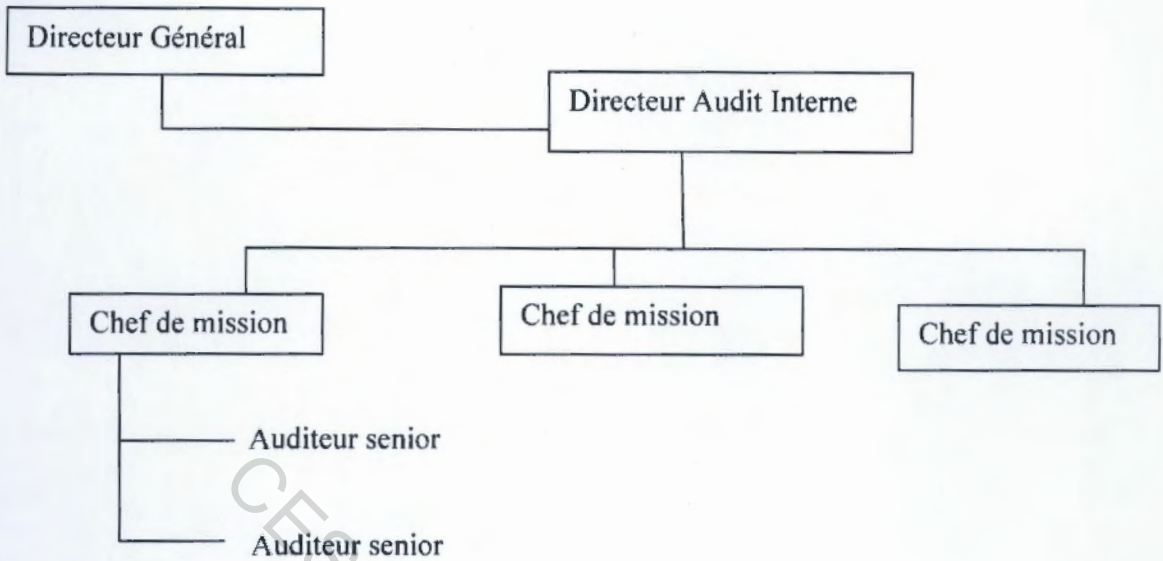 Directeur Général
Directeur Audit Interne
Chef de mission
Chef de mission
Chef de mission
Auditeur senior
Auditeur senior